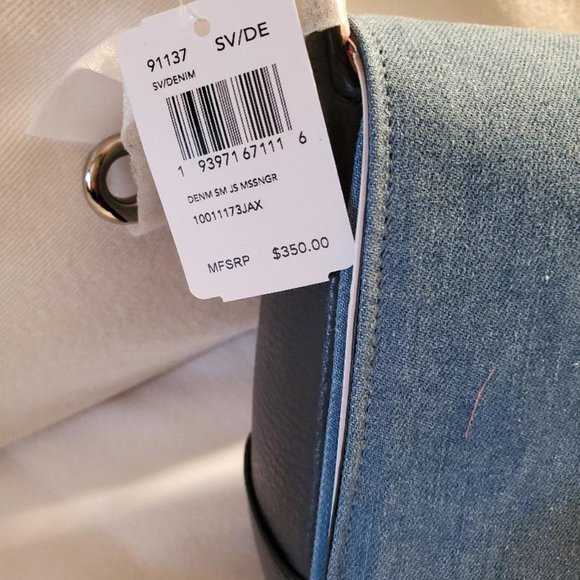 91137 SV/DE
SV/DENIM
1 93971 67111 6
DENM SM JS MSSNGR
10011173JAX
MFSRP $350.00